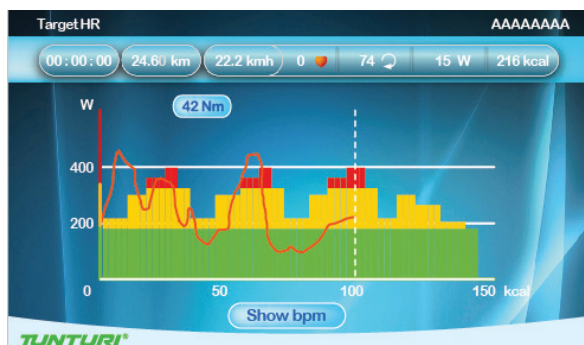 Target HR
AAAAAAAA
00:00:00 24.60 km 22.2 kmh 0 74 15 W 216 kcal
W
42 Nm
400
200
0 50 100 150 kcal
Show bpm
TUNTURI®